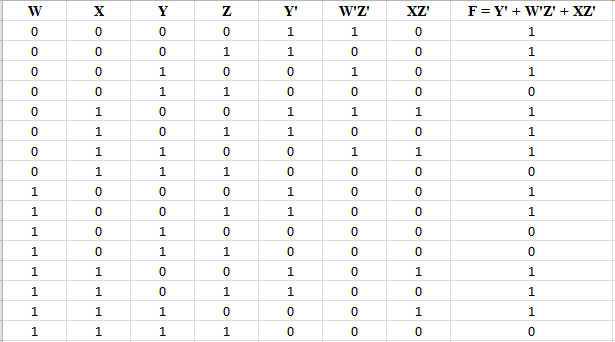 W X Y Z Y' W'Z' XZ' F = Y' + W'Z' + XZ'
0 0 0 0 1 1 0 1
0 0 0 1 1 0 0 1
0 0 1 0 0 1 0 1
0 0 1 1 0 0 0 0
0 1 0 0 1 1 1 1
0 1 0 1 1 0 0 1
0 1 1 0 0 1 1 1
0 1 1 1 0 0 0 0
1 0 0 0 1 0 0 1
1 0 0 1 1 0 0 1
1 0 1 0 0 0 0 0
1 0 1 1 0 0 0 0
1 1 0 0 1 0 1 1
1 1 0 1 1 0 0 1
1 1 1 0 0 0 1 1
1 1 1 1 0 0 0 0